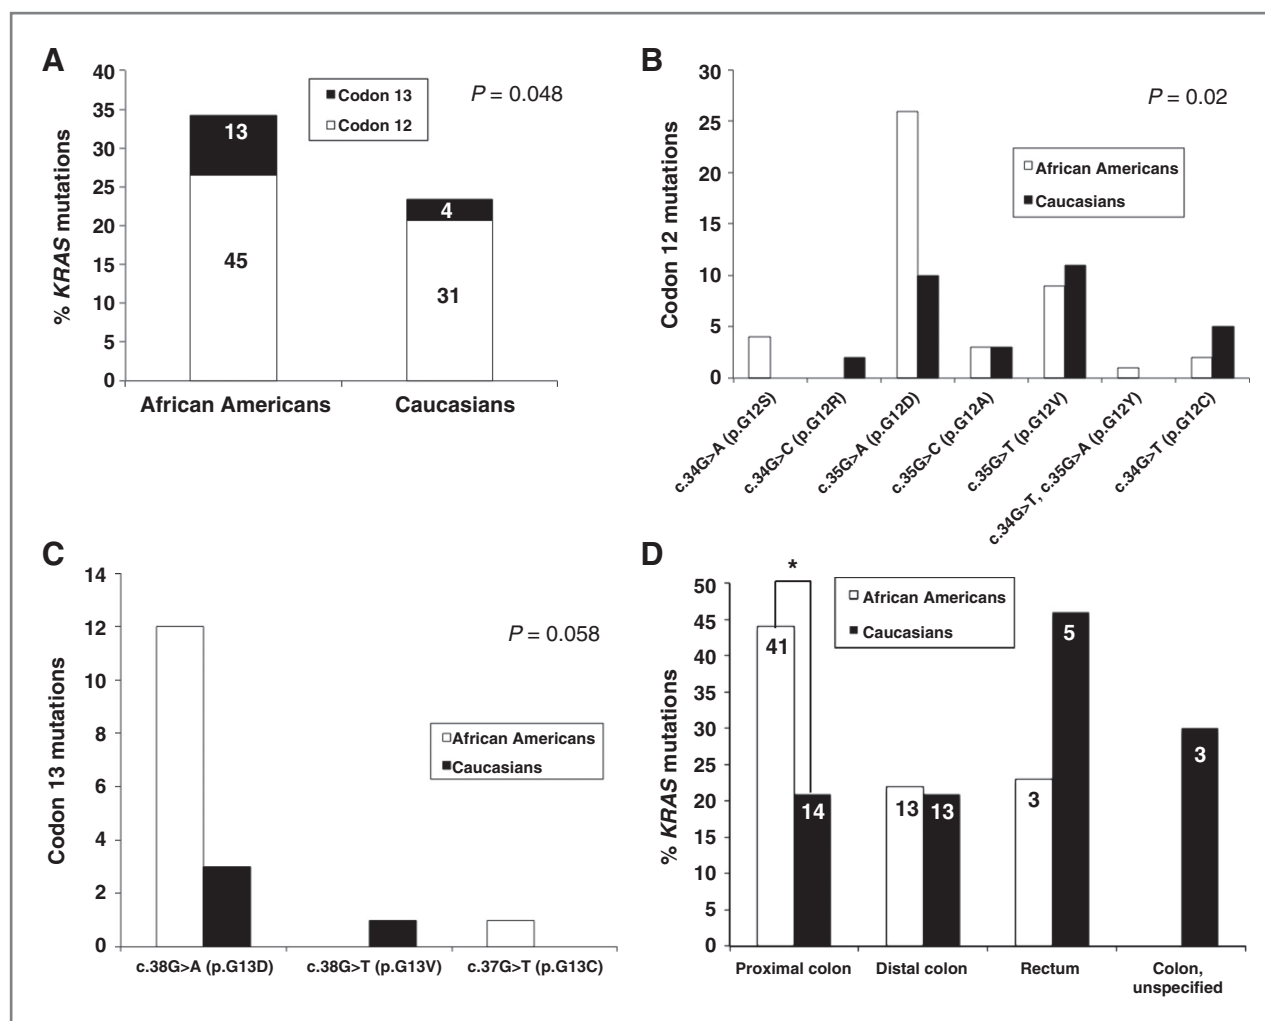 A
40
35
30
25
20
15
10
5
0
% KRAS mutations
Codon 13
Codon 12
P = 0.048
13
45
4
31
African Americans
Caucasians
B
30
25
20
15
10
5
0
Codon 12 mutations
P = 0.02
African Americans
Caucasians
c.34G>A (p.G12S)
c.34G>C (p.G12R)
c.35G>A (p.G12D)
c.35G>C (p.G12A)
c.35G>T (p.G12V)
c.34G>T, c.35G>A (p.G12Y)
c.34G>T (p.G12C)
C
14
12
10
8
6
4
2
0
Codon 13 mutations
P = 0.058
African Americans
Caucasians
c.38G>A (p.G13D)
c.38G>T (p.G13V)
c.37G>T (p.G13C)
D
50
45
40
35
30
25
20
15
10
5
0
% KRAS mutations
*
African Americans
Caucasians
41
14
13
13
3
5
3
Proximal colon
Distal colon
Rectum
Colon,
unspecified